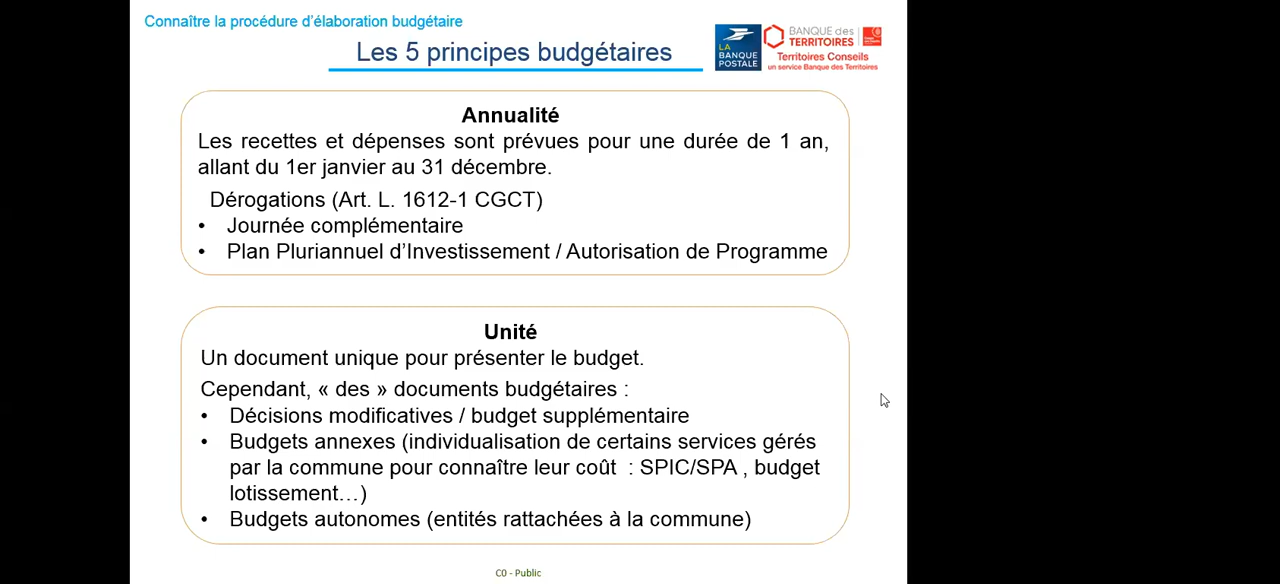 Connaître la procédure d'élaboration budgétaire
Les 5 principes budgétaires
LA
BANQUE
POSTALE
BANQUE des
TERRITOIRES
Territoires Conseils
un service Banque des Territoires
Annualité
Les recettes et dépenses sont prévues pour une durée de 1 an,
allant du 1er janvier au 31 décembre.
Dérogations (Art. L. 1612-1 CGCT)
• Journée complémentaire
• Plan Pluriannuel d'Investissement / Autorisation de Programme
Unité
Un document unique pour présenter le budget.
Cependant, « des » documents budgétaires :
• Décisions modificatives / budget supplémentaire
• Budgets annexes (individualisation de certains services gérés
par la commune pour connaître leur coût : SPIC/SPA , budget
lotissement…)
• Budgets autonomes (entités rattachées à la commune)
C0 - Public